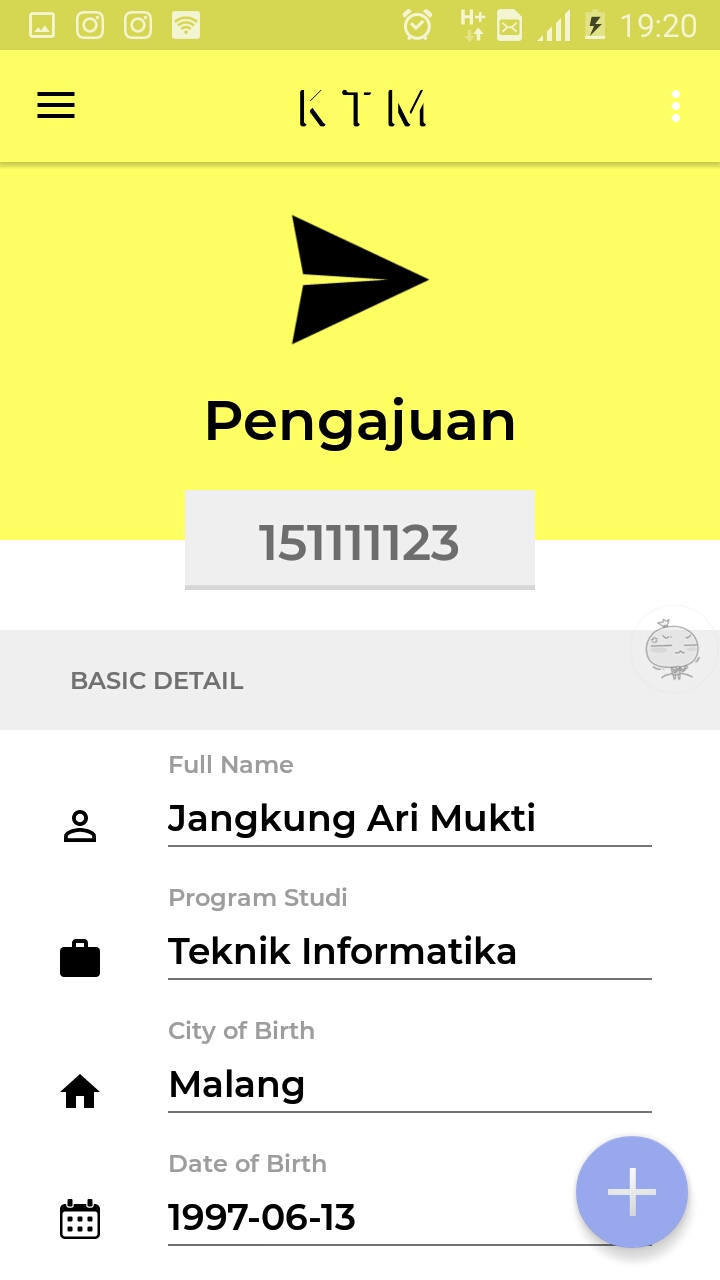 H+
19:20
KTM
Pengajuan
151111123
BASIC DETAIL
Full Name
Jangkung Ari Mukti
Program Studi
Teknik Informatika
City of Birth
Malang
Date of Birth
1997-06-13